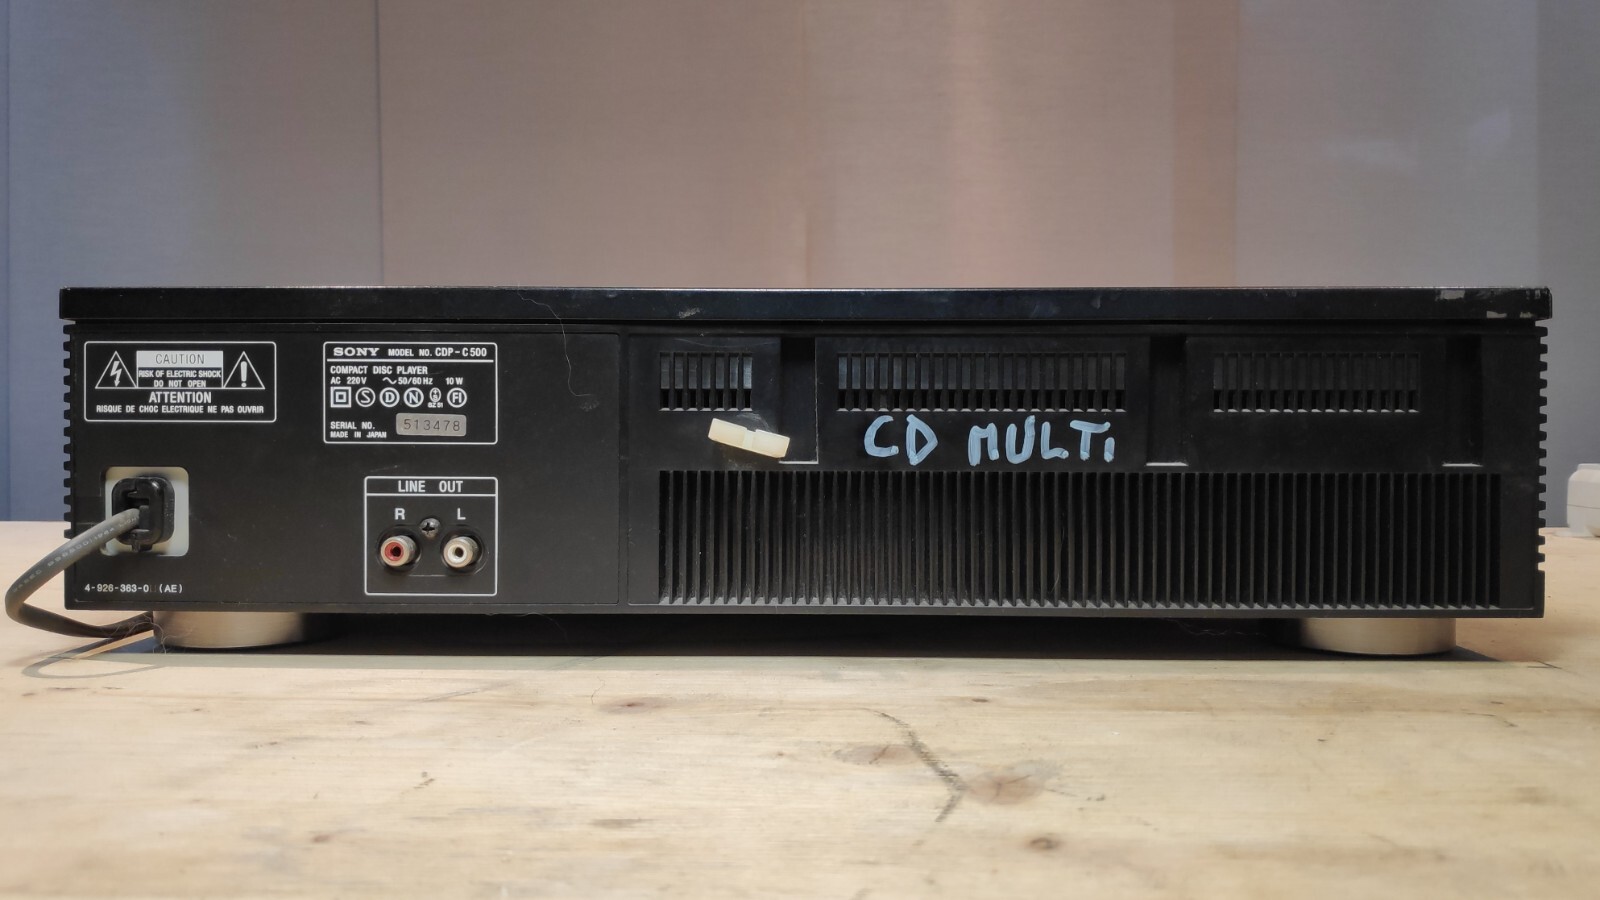 CAUTION
RISK OF ELECTRIC SHOCK
DO NOT OPEN
ATTENTION
RISQUE DE CHOC ELECTRIQUE NE PAS OUVRIR
SONY MODEL NO. CDP-C500
COMPACT DISC PLAYER
AC 220V ~50/60Hz 10W
S D N FI
SERIAL NO. 513478
MADE IN JAPAN
CD MULTi
LINE OUT
R L
4-926-363-0 (AE)